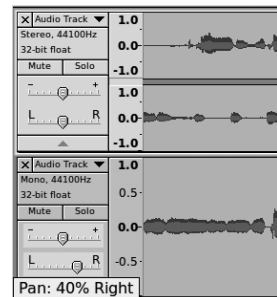 X Audio Track ▼ 1.0
Stereo, 44100Hz
32-bit float 0.0-
Mute Solo
-1.0
- + 1.0
L R 0.0-
-1.0
X Audio Track ▼ 1.0
Mono, 44100Hz
32-bit float 0.5-
Mute Solo
- + 0.0-
L R -0.5-
Pan: 40% Right